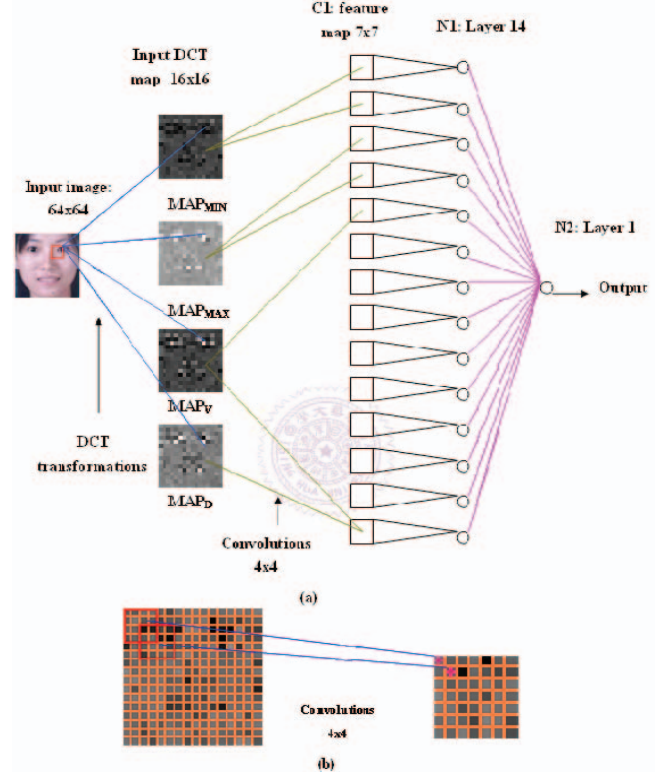 C1: feature
map 7x7
N1: Layer 14
Input DCT
map 16x16
Input image:
64x64
MAP_MIN
N2: Layer 1
Output
MAP_MAX
MAP_V
DCT
transformations
MAP_D
Convolutions
4x4
(a)
Convolutions
4x4
(b)